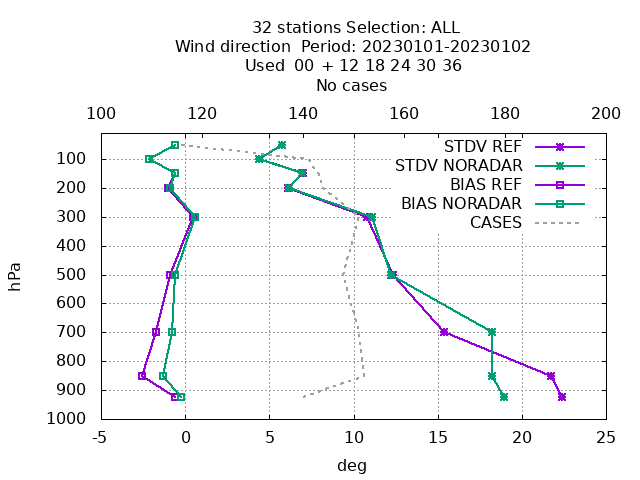 32 stations Selection: ALL
Wind direction  Period: 20230101-20230102
Used  00 + 12 18 24 30 36
No cases
100 120 140 160 180 200
STDV REF
STDV NORADAR
BIAS REF
BIAS NORADAR
CASES
100
200
300
400
500
600
700
800
900
1000
hPa
-5 0 5 10 15 20 25
deg